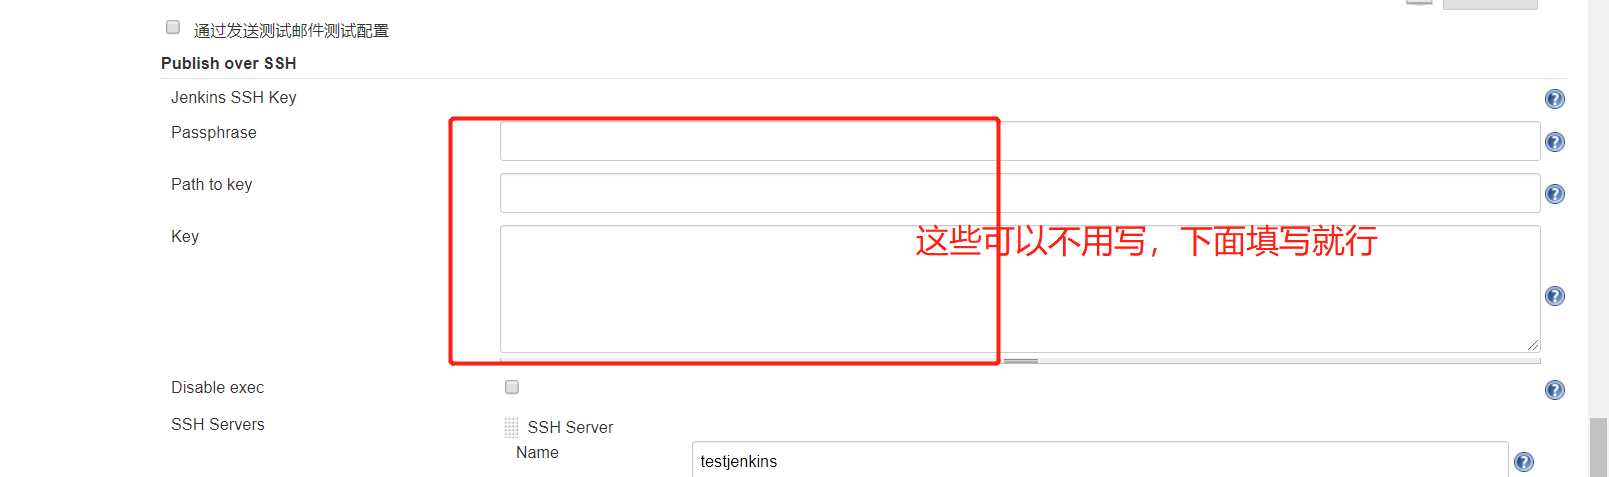 通过发送测试邮件测试配置
Publish over SSH
Jenkins SSH Key
Passphrase
Path to key
Key
这些可以不用写，下面填写就行
Disable exec
SSH Servers
SSH Server
Name
testjenkins